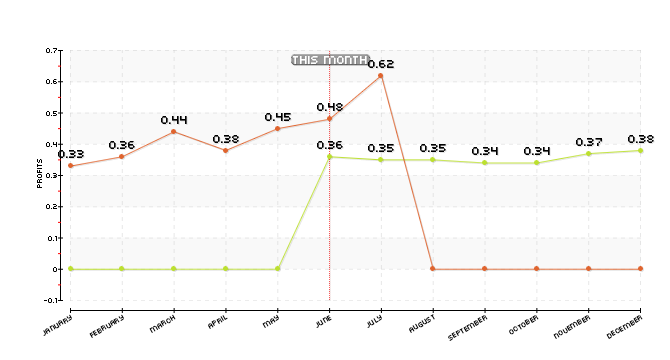 THIS MONTH
0.33
0.36
0.44
0.38
0.45
0.48
0.62
0.36
0.35
0.35
0.34
0.34
0.37
0.38
PROFITS
0.7
0.6
0.5
0.4
0.3
0.2
0.1
0
-0.1
JANUARY
FEBRUARY
MARCH
APRIL
MAY
JUNE
JULY
AUGUST
SEPTEMBER
OCTOBER
NOVEMBER
DECEMBER